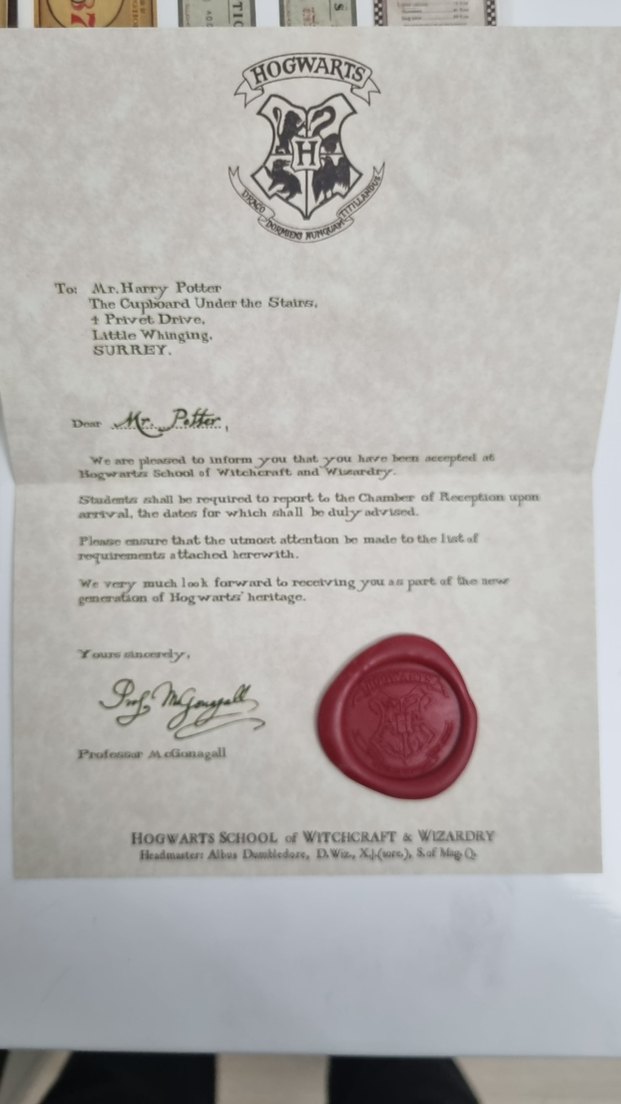 HOGWARTS
H
DRACO DORMIENS NUNQUAM TITILLANDUS
To: Mr. Harry Potter
The Cupboard Under the Stairs,
4 Privet Drive,
Little Whinging,
SURREY.
Dear Mr. Potter,
We are pleased to inform you that you have been accepted at
Hogwarts School of Witchcraft and Wizardry.
Students shall be required to report to the Chamber of Reception upon
arrival, the dates for which shall be duly advised.
Please ensure that the utmost attention be made to the list of
requirements attached herewith.
We very much look forward to receiving you as part of the new
generation of Hogwarts' heritage.
Yours sincerely,
Prof. McGonagall
Professor McGonagall
HOGWARTS
H
HOGWARTS SCHOOL of WITCHCRAFT & WIZARDRY
Headmaster: Albus Dumbledore, D.Wiz., X.J.(sorc.), S.of Mag.Q.